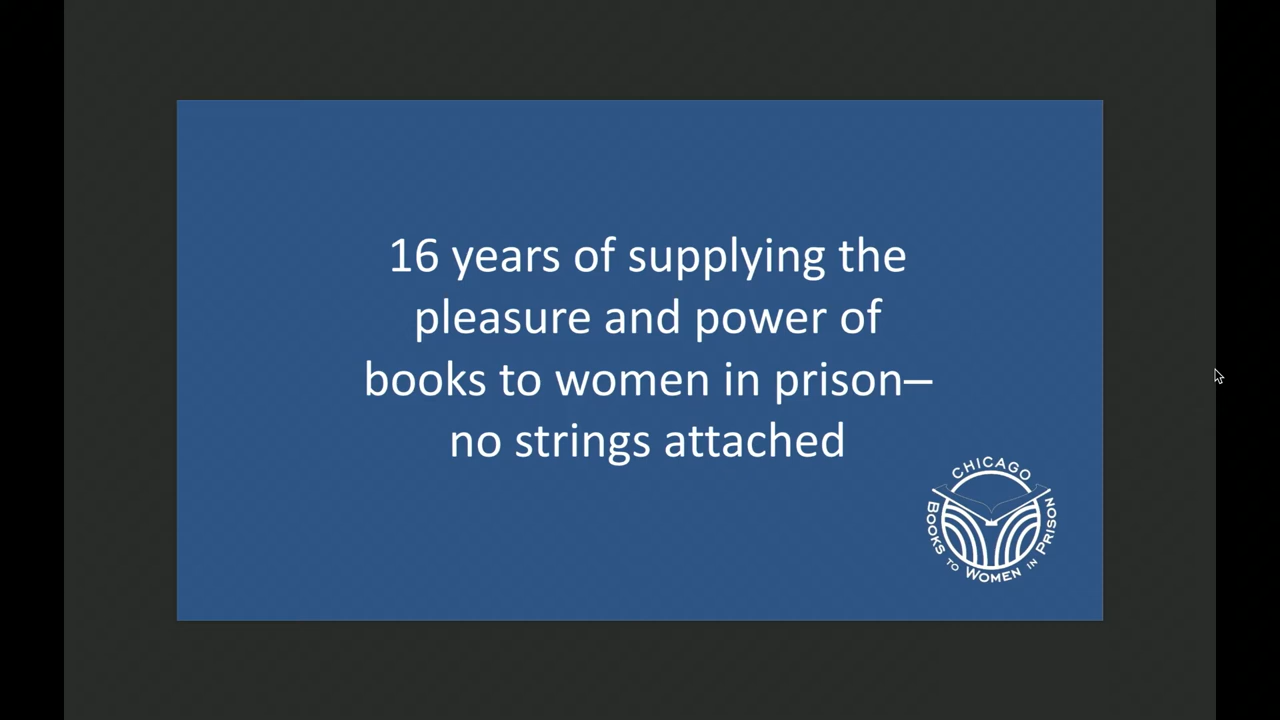 16 years of supplying the
pleasure and power of
books to women in prison–
no strings attached
CHICAGO
BOOKS TO WOMEN IN PRISON